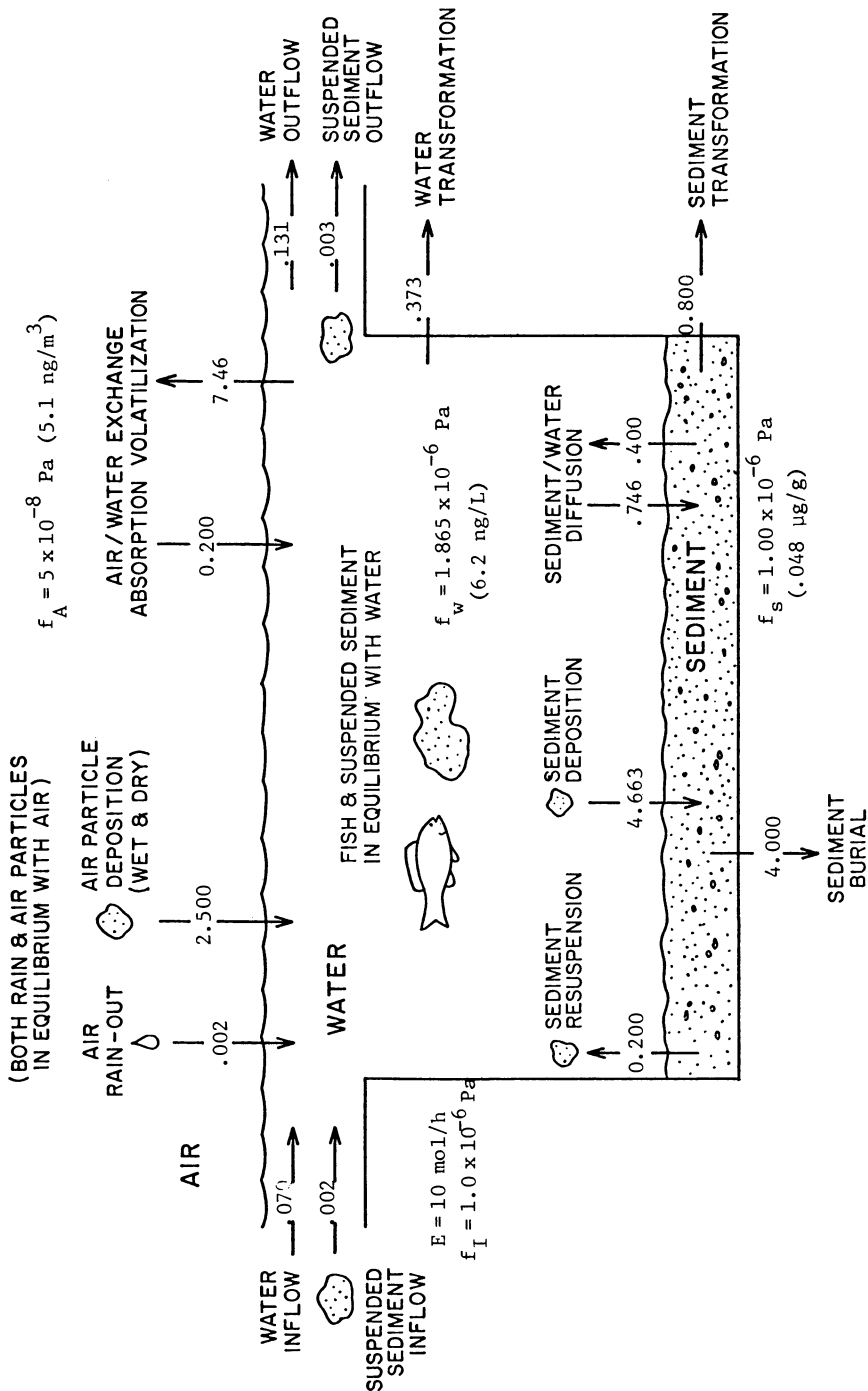 (BOTH RAIN & AIR PARTICLES
IN EQUILIBRIUM WITH AIR)
f_A = 5 x 10^-8 Pa (5.1 ng/m^3)
AIR
AIR
RAIN-OUT
.002
AIR PARTICLE
DEPOSITION
(WET & DRY)
2.500
AIR/WATER EXCHANGE
ABSORPTION VOLATILIZATION
0.200
7.46
WATER
INFLOW
SUSPENDED
SEDIMENT
INFLOW
.002
E = 10 mol/h
f_I = 1.0 x 10^-6 Pa
WATER
FISH & SUSPENDED SEDIMENT
IN EQUILIBRIUM WITH WATER
f_w = 1.865 x 10^-6 Pa
(6.2 ng/L)
.131
WATER
OUTFLOW
.003
SUSPENDED
SEDIMENT
OUTFLOW
.373
WATER
TRANSFORMATION
SEDIMENT
RESUSPENSION
0.200
SEDIMENT
DEPOSITION
4.663
SEDIMENT/WATER
DIFFUSION
.746
.400
SEDIMENT
0.800
SEDIMENT
TRANSFORMATION
4.000
SEDIMENT
BURIAL
f_s = 1.00 x 10^-6 Pa
(.048 µg/g)